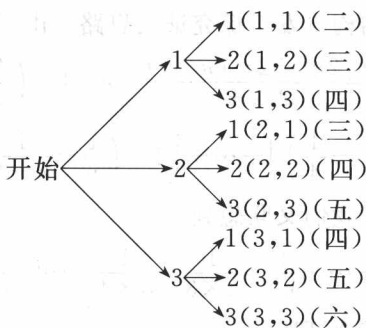 1(1,1)(二)
1 2(1,2)(三)
3(1,3)(四)
1(2,1)(三)
开始 2 2(2,2)(四)
3(2,3)(五)
1(3,1)(四)
3 2(3,2)(五)
3(3,3)(六)